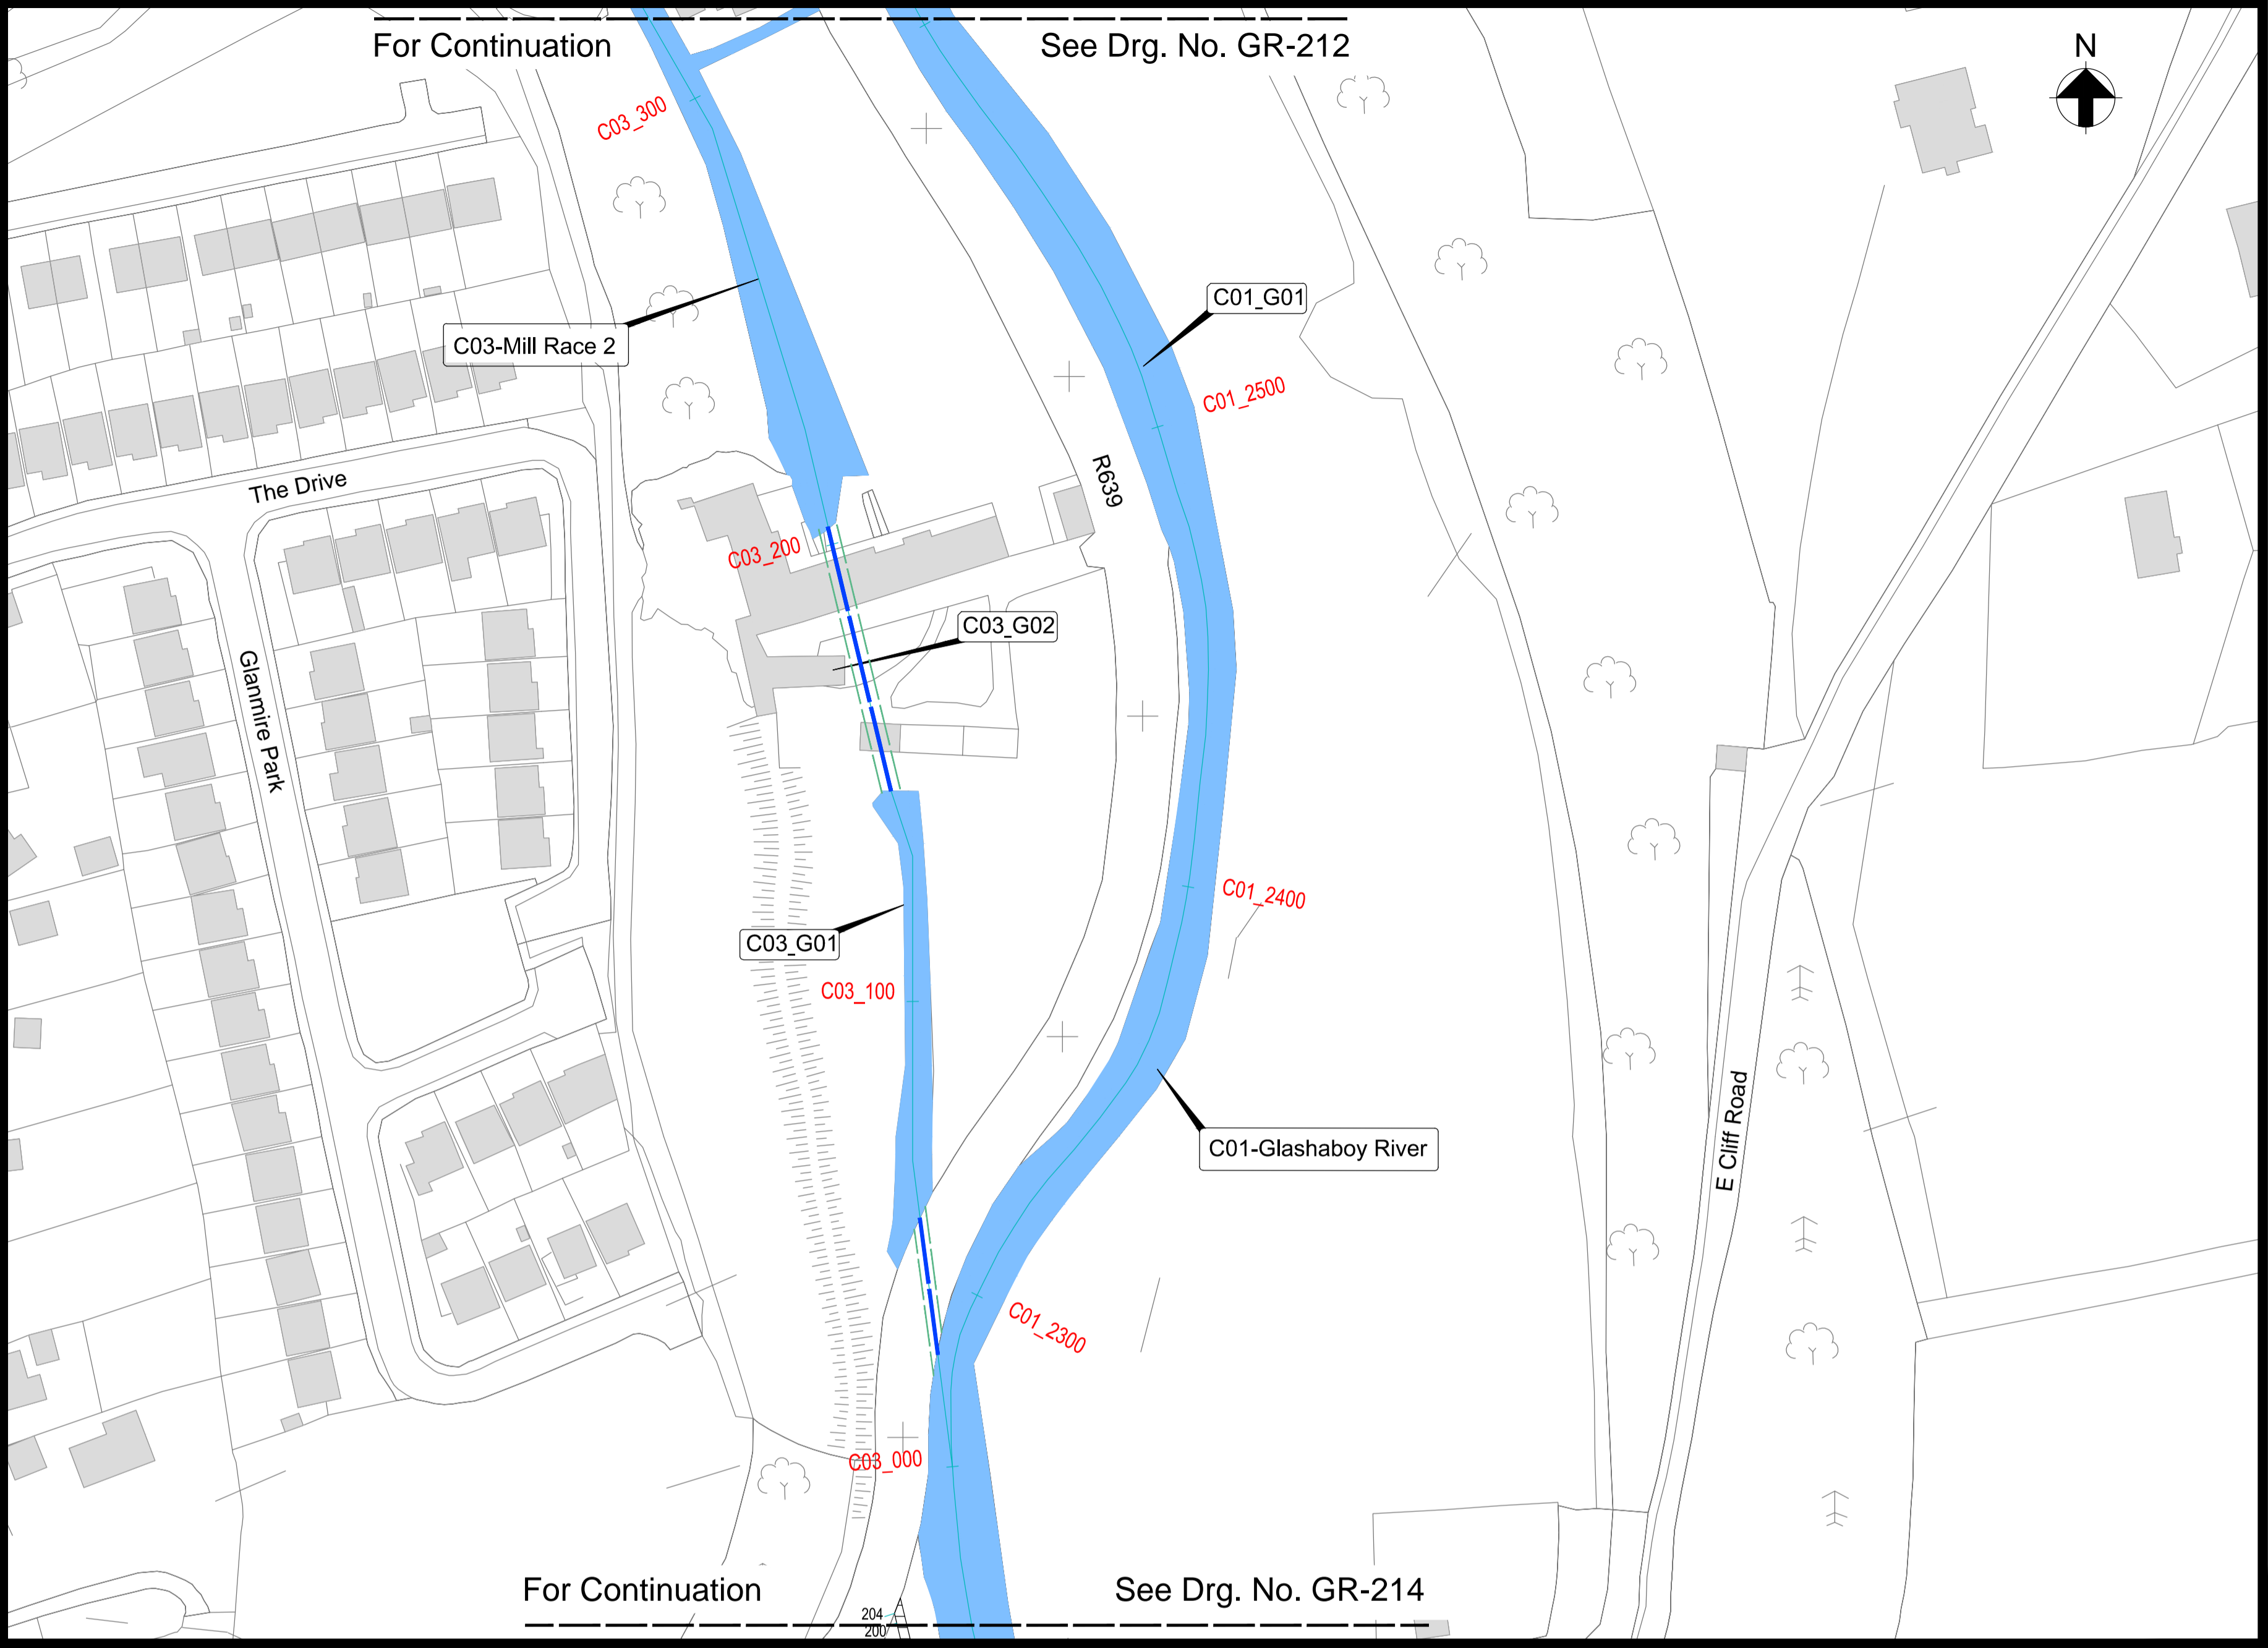 For Continuation
See Drg. No. GR-212
N
C03_300
C01_G01
C03-Mill Race 2
C01_2500
R639
The Drive
C03_200
C03_G02
Glanmire Park
C01_2400
C03_G01
C03_100
E Cliff Road
C01-Glashaboy River
C01_2300
C03_000
For Continuation
See Drg. No. GR-214
204
200